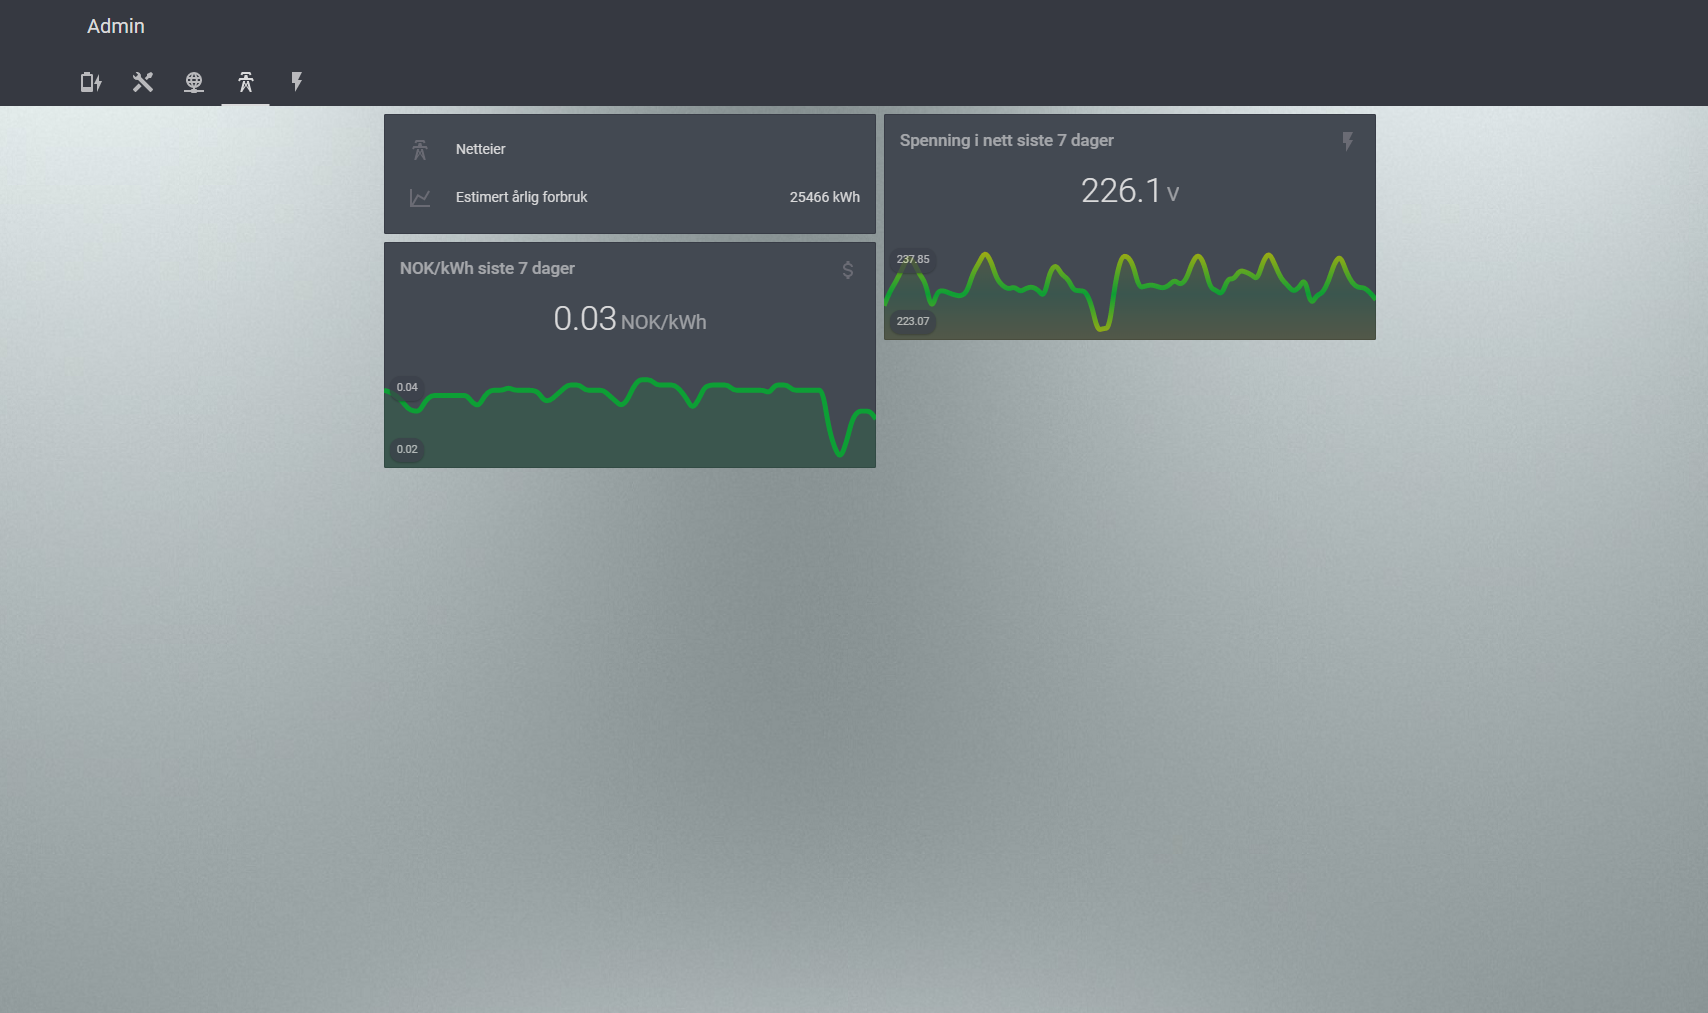 Admin
Netteier
Estimert årlig forbruk 25466 kWh
NOK/kWh siste 7 dager
0.03 NOK/kWh
0.04
0.02
Spenning i nett siste 7 dager
226.1 V
237.85
223.07